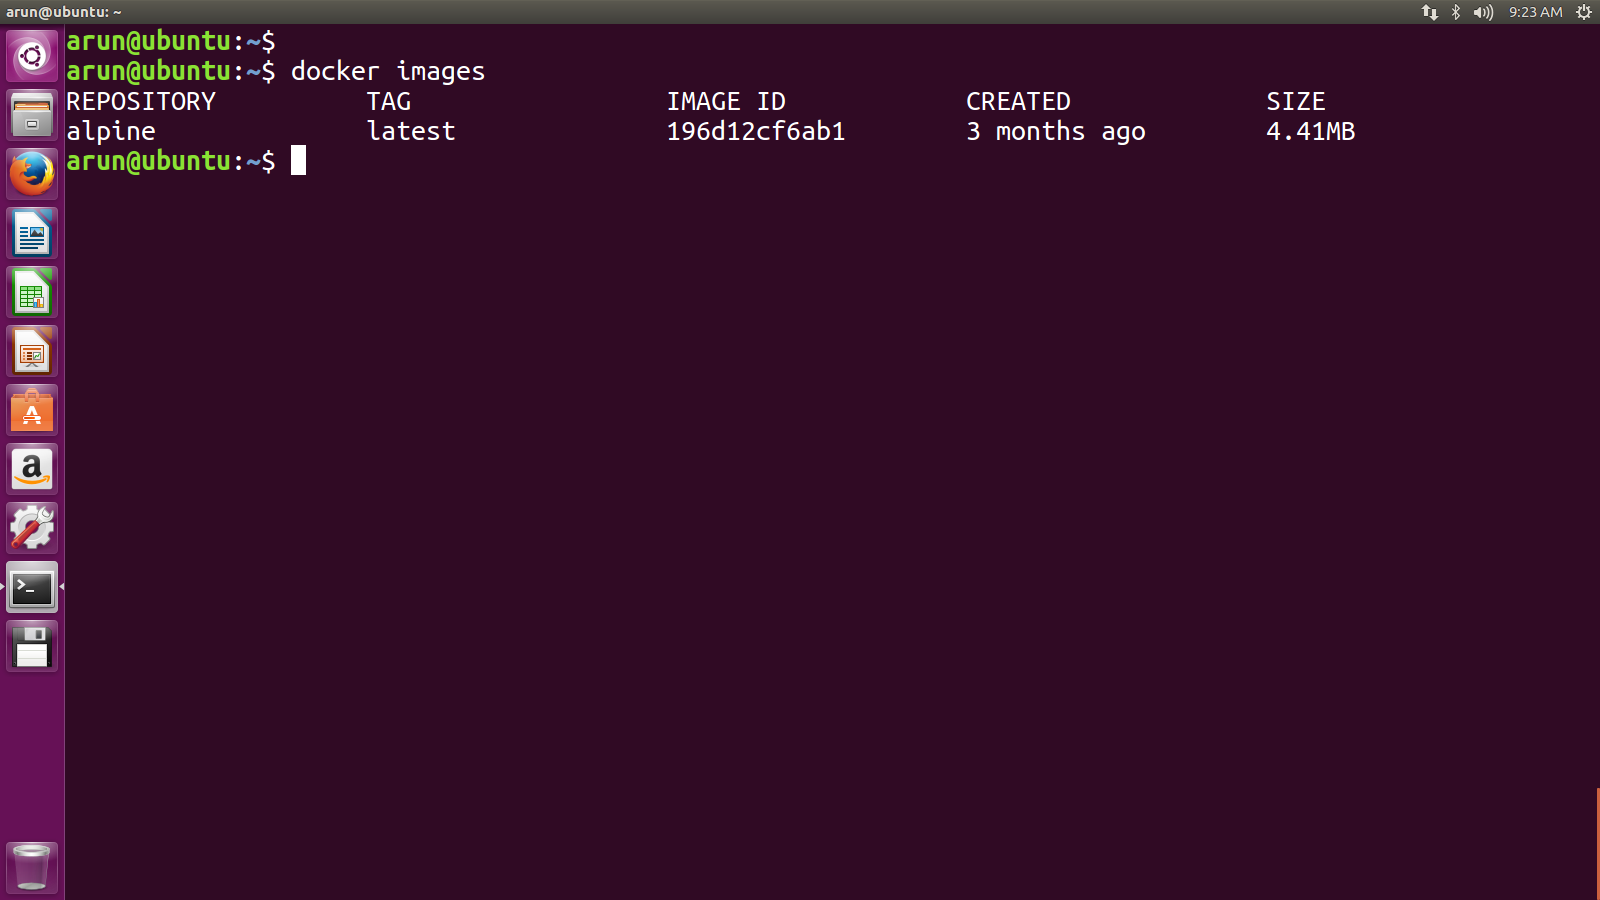 arun@ubuntu: ~
9:23 AM
arun@ubuntu:~$
arun@ubuntu:~$ docker images
REPOSITORY TAG IMAGE ID CREATED SIZE
alpine latest 196d12cf6ab1 3 months ago 4.41MB
arun@ubuntu:~$